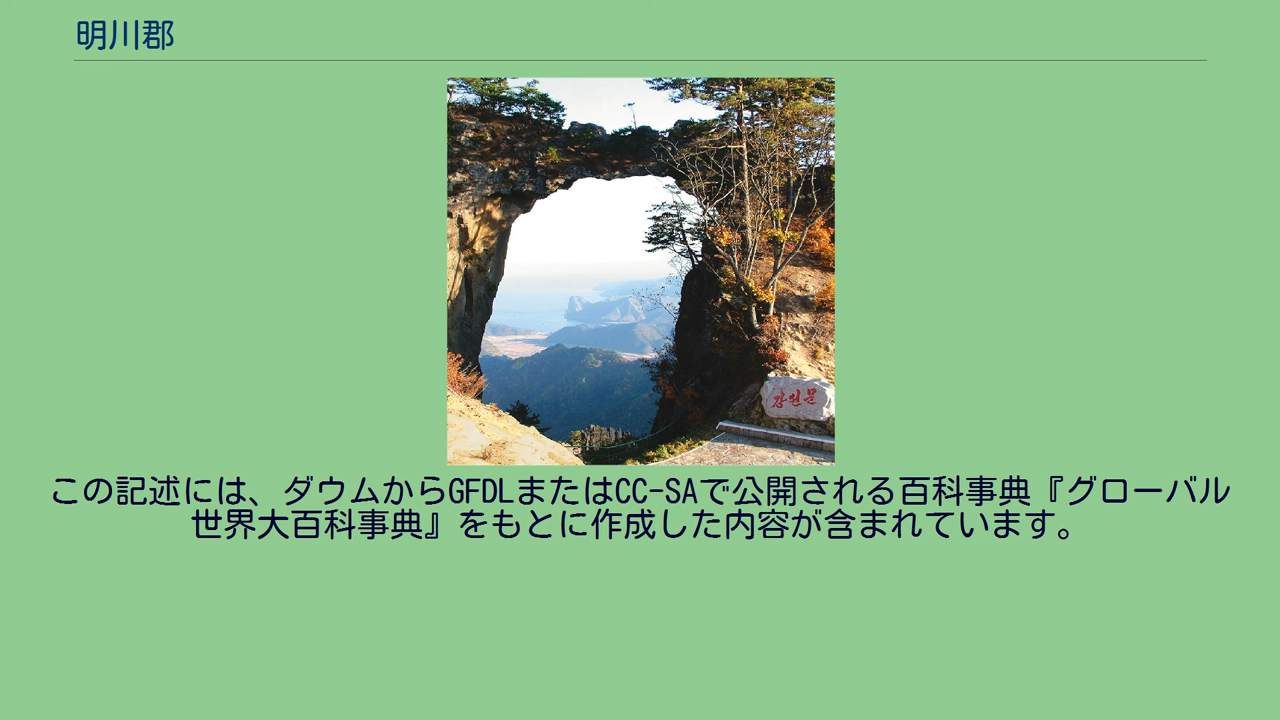 明川郡
강선문
この記述には、ダウムからGFDLまたはCC-SAで公開される百科事典『グローバル
世界大百科事典』をもとに作成した内容が含まれています。